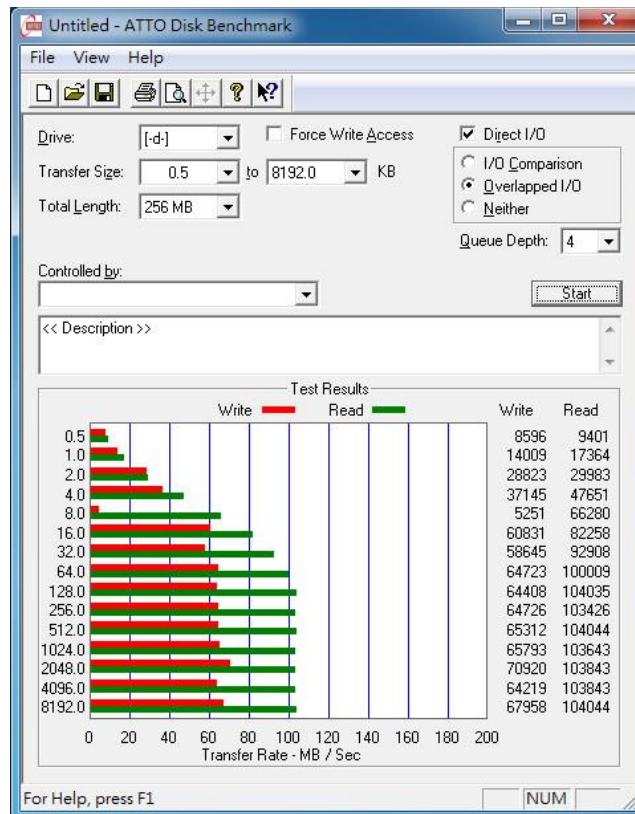 Untitled - ATTO Disk Benchmark
File View Help
Drive: [-d-] Force Write Access Direct I/O
Transfer Size: 0.5 to 8192.0 KB I/O Comparison
Overlapped I/O
Total Length: 256 MB Neither
Queue Depth: 4
Controlled by:
Start
<< Description >>
Test Results
Write Read Write Read
0.5 8596 9401
1.0 14009 17364
2.0 28823 29983
4.0 37145 47651
8.0 5251 66280
16.0 60831 82258
32.0 58645 92908
64.0 64723 100009
128.0 64408 104035
256.0 64726 103426
512.0 65312 104044
1024.0 65793 103643
2048.0 70920 103843
4096.0 64219 103843
8192.0 67958 104044
0 20 40 60 80 100 120 140 160 180 200
Transfer Rate - MB / Sec
For Help, press F1 NUM